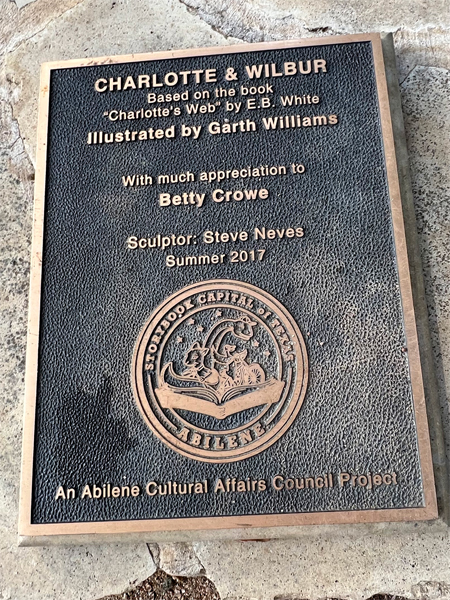 CHARLOTTE & WILBUR
Based on the book
"Charlotte's Web" by E.B. White
Illustrated by Garth Williams
With much appreciation to
Betty Crowe
Sculptor: Steve Neves
Summer 2017
STORYBOOK CAPITAL of TEXAS
ABILENE
An Abilene Cultural Affairs Council Project